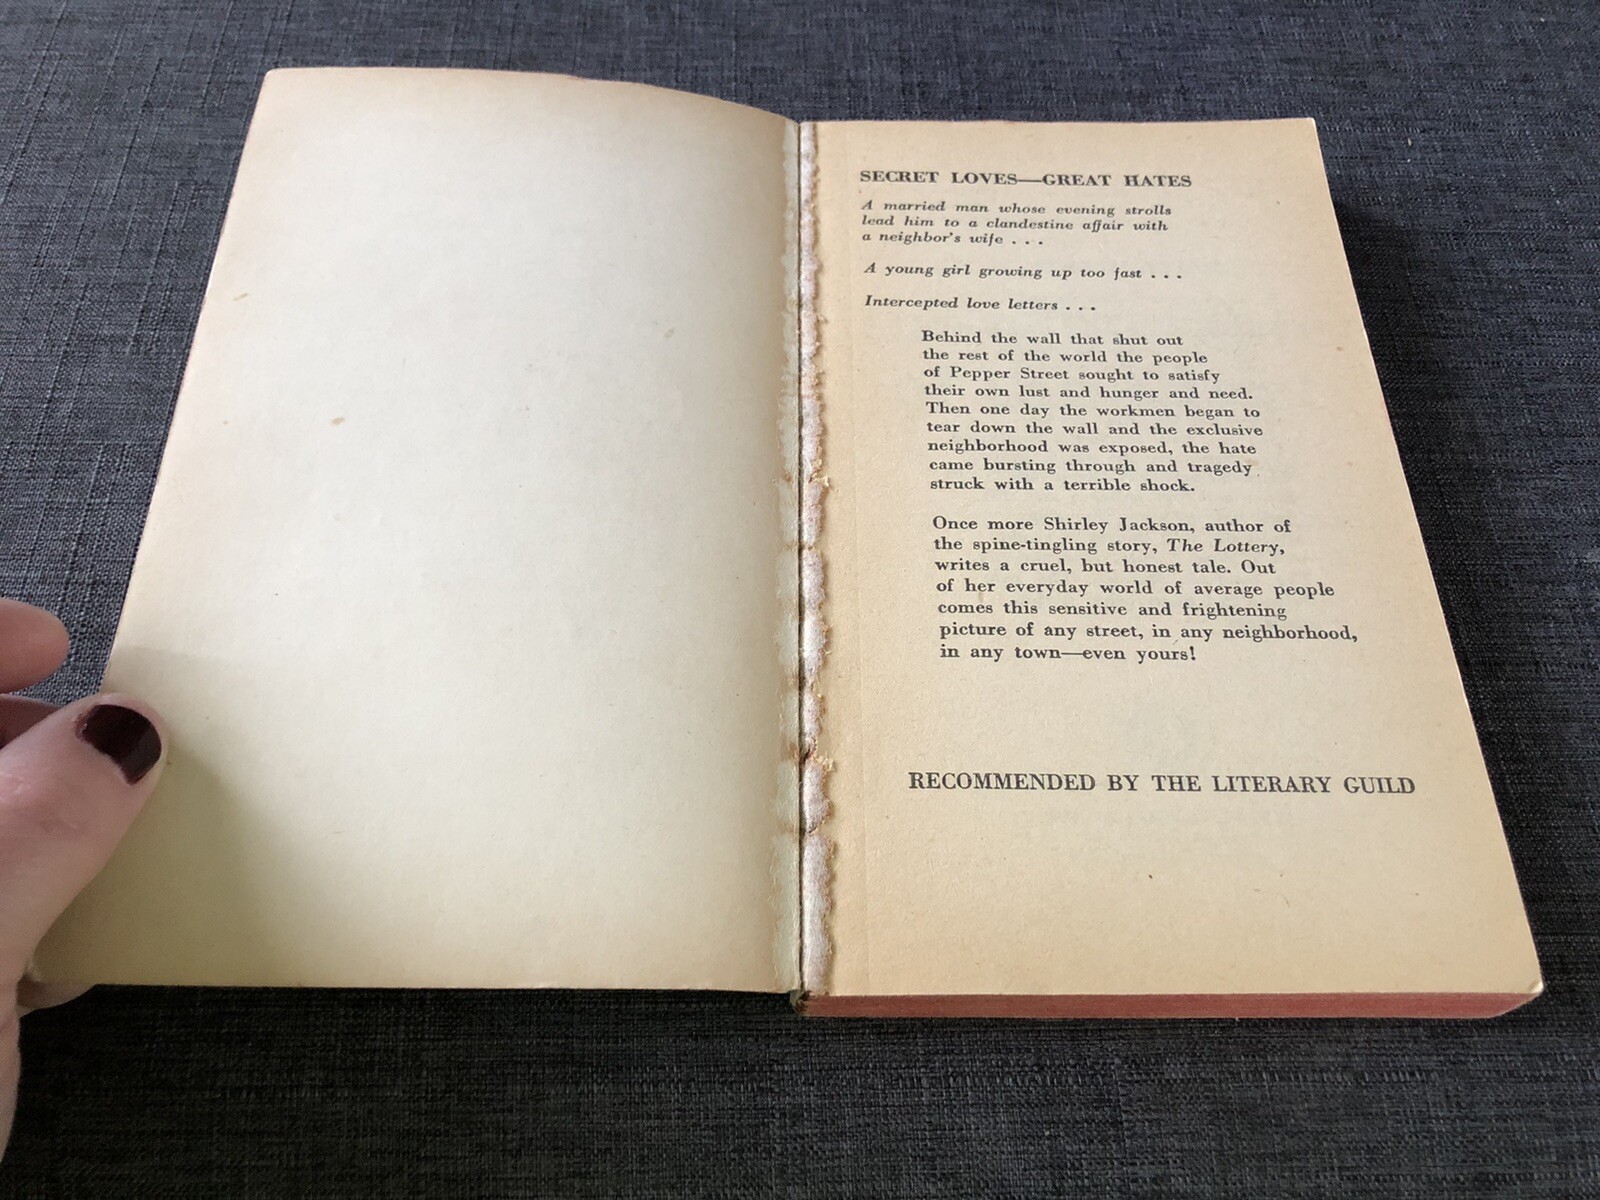 SECRET LOVES—GREAT HATES
A married man whose evening strolls
lead him to a clandestine affair with
a neighbor's wife . . .
A young girl growing up too fast . . .
Intercepted love letters . . .
Behind the wall that shut out
the rest of the world the people
of Pepper Street sought to satisfy
their own lust and hunger and need.
Then one day the workmen began to
tear down the wall and the exclusive
neighborhood was exposed, the hate
came bursting through and tragedy
struck with a terrible shock.
Once more Shirley Jackson, author of
the spine-tingling story, The Lottery,
writes a cruel, but honest tale. Out
of her everyday world of average people
comes this sensitive and frightening
picture of any street, in any neighborhood,
in any town—even yours!
RECOMMENDED BY THE LITERARY GUILD